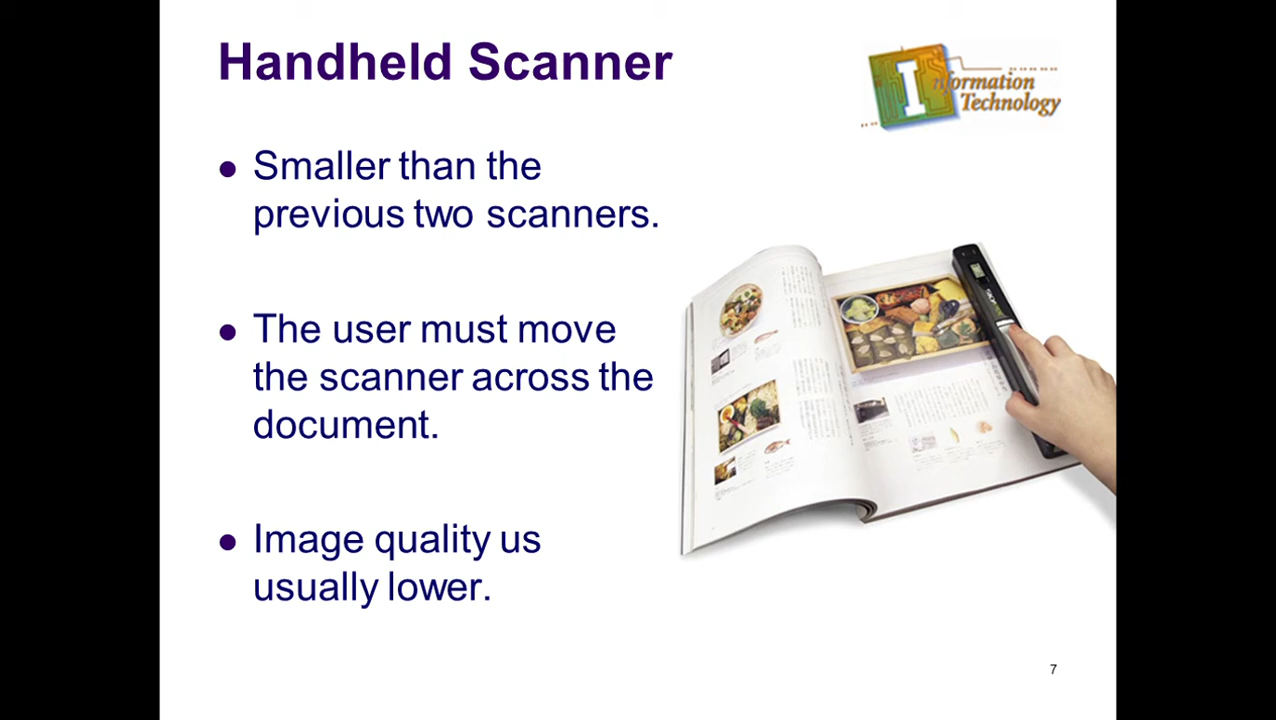 Handheld Scanner
Information
Technology
● Smaller than the
previous two scanners.
● The user must move
the scanner across the
document.
● Image quality us
usually lower.
7